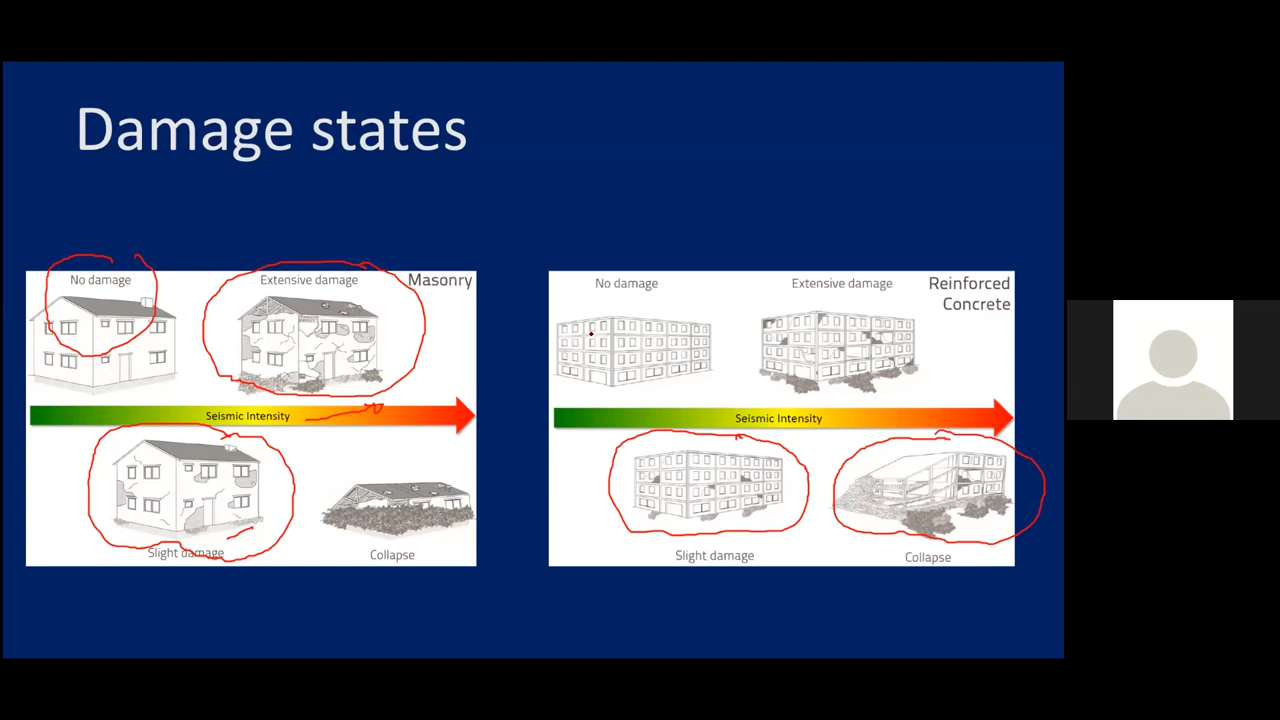 Damage states
No damage
Extensive damage
Masonry
Seismic Intensity
Slight damage
Collapse
No damage
Extensive damage
Reinforced
Concrete
Seismic Intensity
Slight damage
Collapse